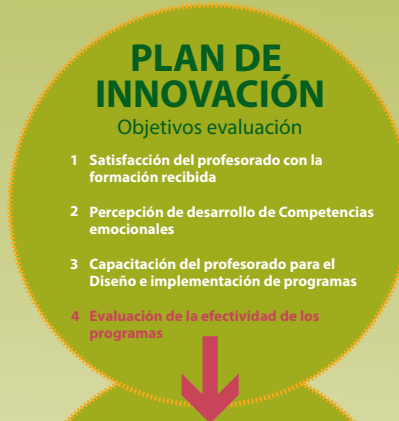 PLAN DE
INNOVACIÓN
Objetivos evaluación
1 Satisfacción del profesorado con la
formación recibida
2 Percepción de desarrollo de Competencias
emocionales
3 Capacitación del profesorado para el
Diseño e implementación de programas
4 Evaluación de la efectividad de los
programas